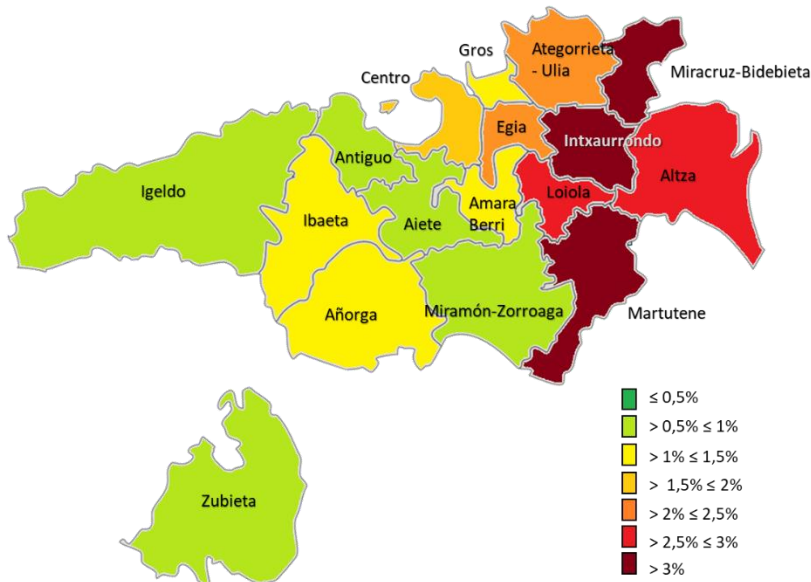 Gros
Ategorrieta
- Ulia
Miracruz-Bidebieta
Centro
Egia
Intxaurrondo
Antiguo
Igeldo
Ibaeta
Aiete
Amara
Berri
Loiola
Altza
Añorga
Miramón-Zorroaga
Martutene
Zubieta
≤ 0,5%
> 0,5% ≤ 1%
> 1% ≤ 1,5%
> 1,5% ≤ 2%
> 2% ≤ 2,5%
> 2,5% ≤ 3%
> 3%